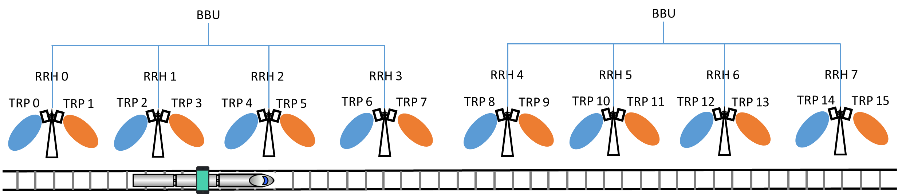 BBU BBU
RRH 0 RRH 1 RRH 2 RRH 3 RRH 4 RRH 5 RRH 6 RRH 7
TRP 0 TRP 1 TRP 2 TRP 3 TRP 4 TRP 5 TRP 6 TRP 7 TRP 8 TRP 9 TRP 10 TRP 11 TRP 12 TRP 13 TRP 14 TRP 15